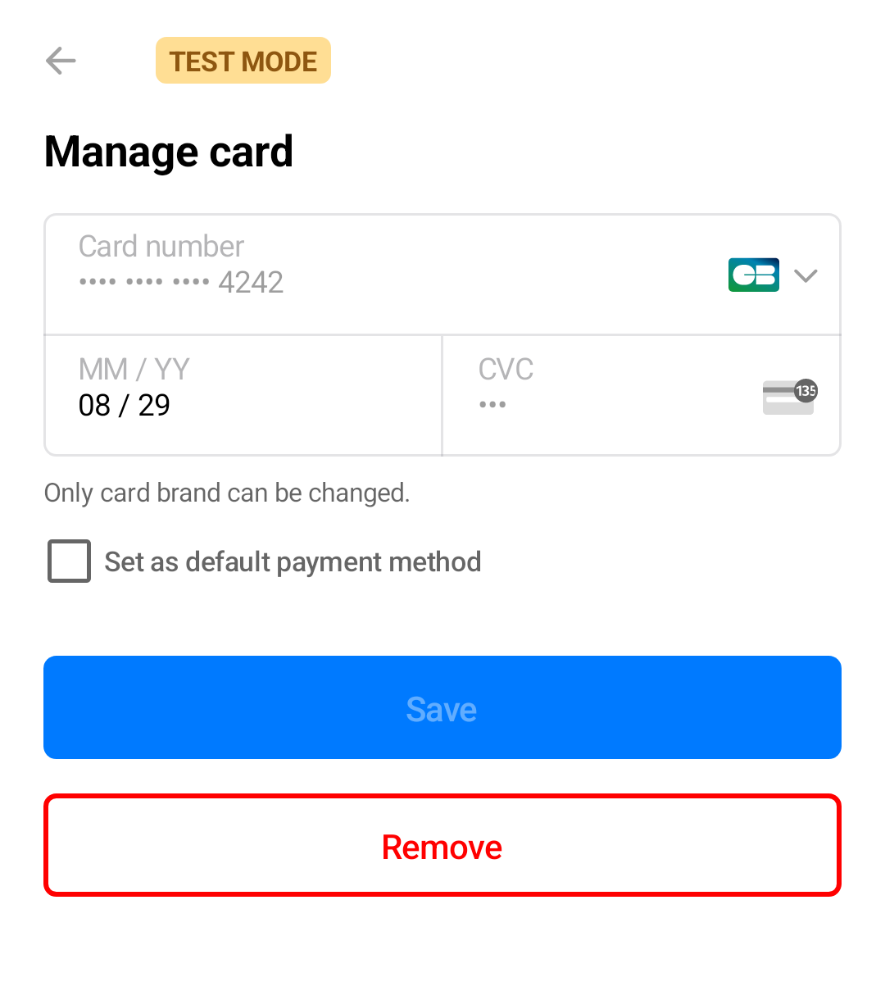 TEST MODE
Manage card
Card number
•••• •••• •••• 4242
CB
MM / YY
08 / 29
CVC
•••
135
Only card brand can be changed.
Set as default payment method
Save
Remove